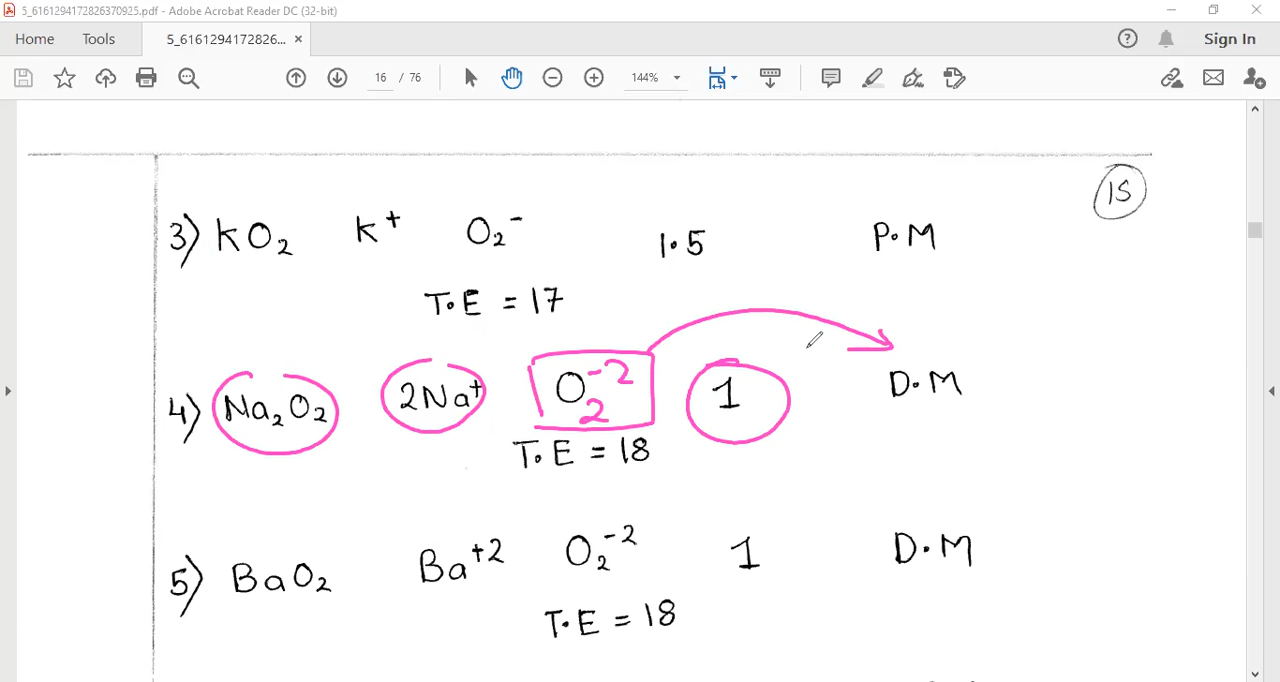 5_6161294172826370925.pdf - Adobe Acrobat Reader DC (32-bit)
Home Tools 5_6161294172826... × Sign In
16 / 76 144%
15
3) KO₂ K⁺ O₂⁻ 1.5 P.M
T.E = 17
4) Na₂O₂ 2Na⁺ O₂⁻² 1 D.M
T.E = 18
5) BaO₂ Ba⁺² O₂⁻² 1 D.M
T.E = 18